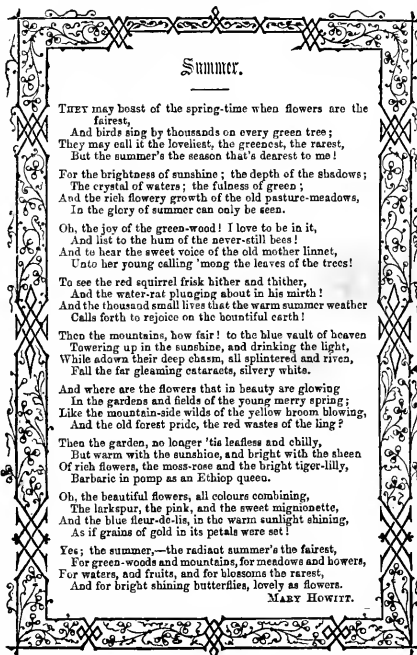 Summer.
THEY may boast of the spring-time when flowers are the
fairest,
And birds sing by thousands on every green tree;
They may call it the loveliest, the greenest, the rarest,
But the summer's the season that's dearest to me!
For the brightness of sunshine; the depth of the shadows;
The crystal of waters; the fulness of green;
And the rich flowery growth of the old pasture-meadows,
In the glory of summer can only be seen.
Oh, the joy of the green-wood! I love to be in it,
And list to the hum of the never-still bees!
And to hear the sweet voice of the old mother linnet,
Unto her young calling 'mong the leaves of the trees!
To see the red squirrel frisk hither and thither,
And the water-rat plunging about in his mirth!
And the thousand small lives that the warm summer weather
Calls forth to rejoice on the bountiful earth!
Then the mountains, how fair! to the blue vault of heaven
Towering up in the sunshine, and drinking the light,
While adown their deep chasm, all splintered and riven,
Fall the far gleaming cataracts, silvery white.
And where are the flowers that in beauty are glowing
In the gardens and fields of the young merry spring;
Like the mountain-side wilds of the yellow broom blowing,
And the old forest pride, the red wastes of the ling?
Then the garden, no longer 'tis leafless and chilly,
But warm with the sunshine, and bright with the sheen
Of rich flowers, the moss-rose and the bright tiger-lilly,
Barbaric in pomp as an Ethiop queen.
Oh, the beautiful flowers, all colours combining,
The larkspur, the pink, and the sweet mignionette,
And the blue fleur-de-lis, in the warm sunlight shining,
As if grains of gold in its petals were set!
Yes; the summer,—the radiant summer's the fairest,
For green-woods and mountains, for meadows and bowers,
For waters, and fruits, and for blossoms the rarest,
And for bright shining butterflies, lovely as flowers.
MARY HOWITT.